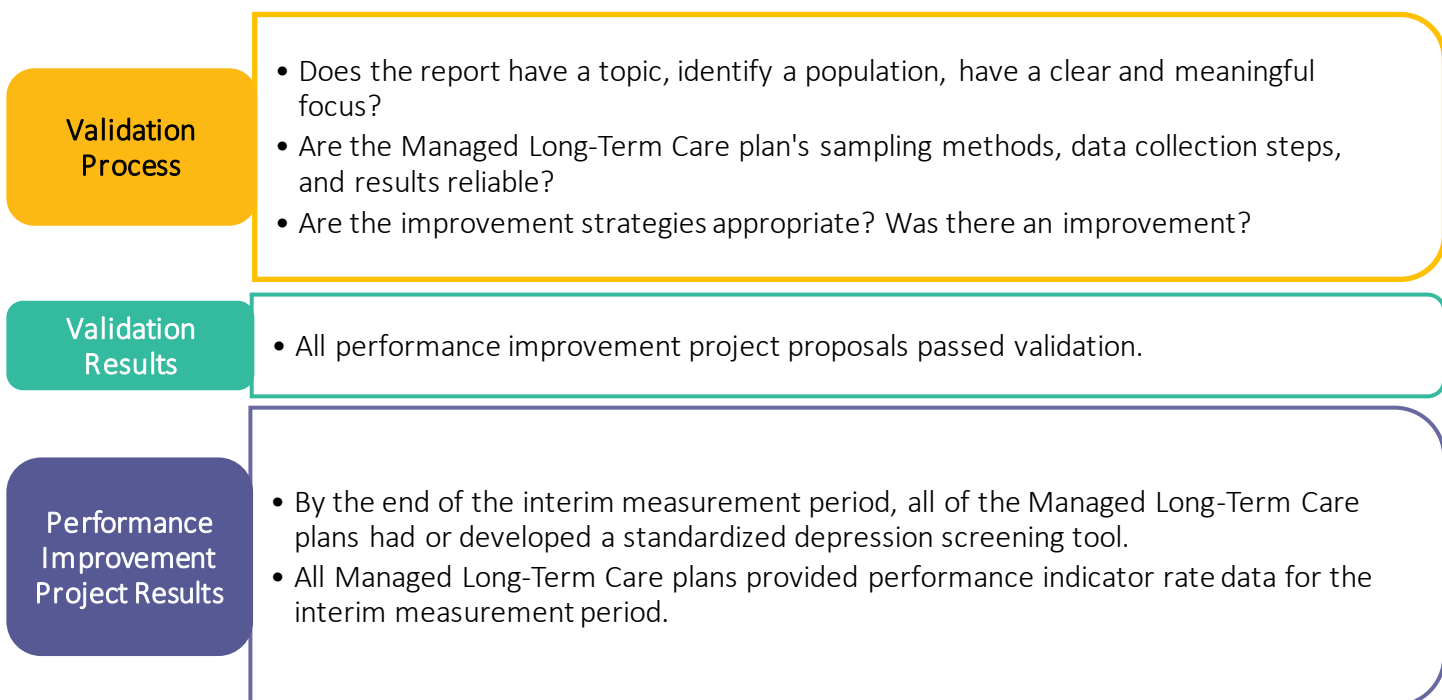 Validation
Process
• Does the report have a topic, identify a population, have a clear and meaningful
focus?
• Are the Managed Long-Term Care plan's sampling methods, data collection steps,
and results reliable?
• Are the improvement strategies appropriate? Was there an improvement?
Validation
Results
• All performance improvement project proposals passed validation.
Performance
Improvement
Project Results
• By the end of the interim measurement period, all of the Managed Long-Term Care
plans had or developed a standardized depression screening tool.
• All Managed Long-Term Care plans provided performance indicator rate data for the
interim measurement period.